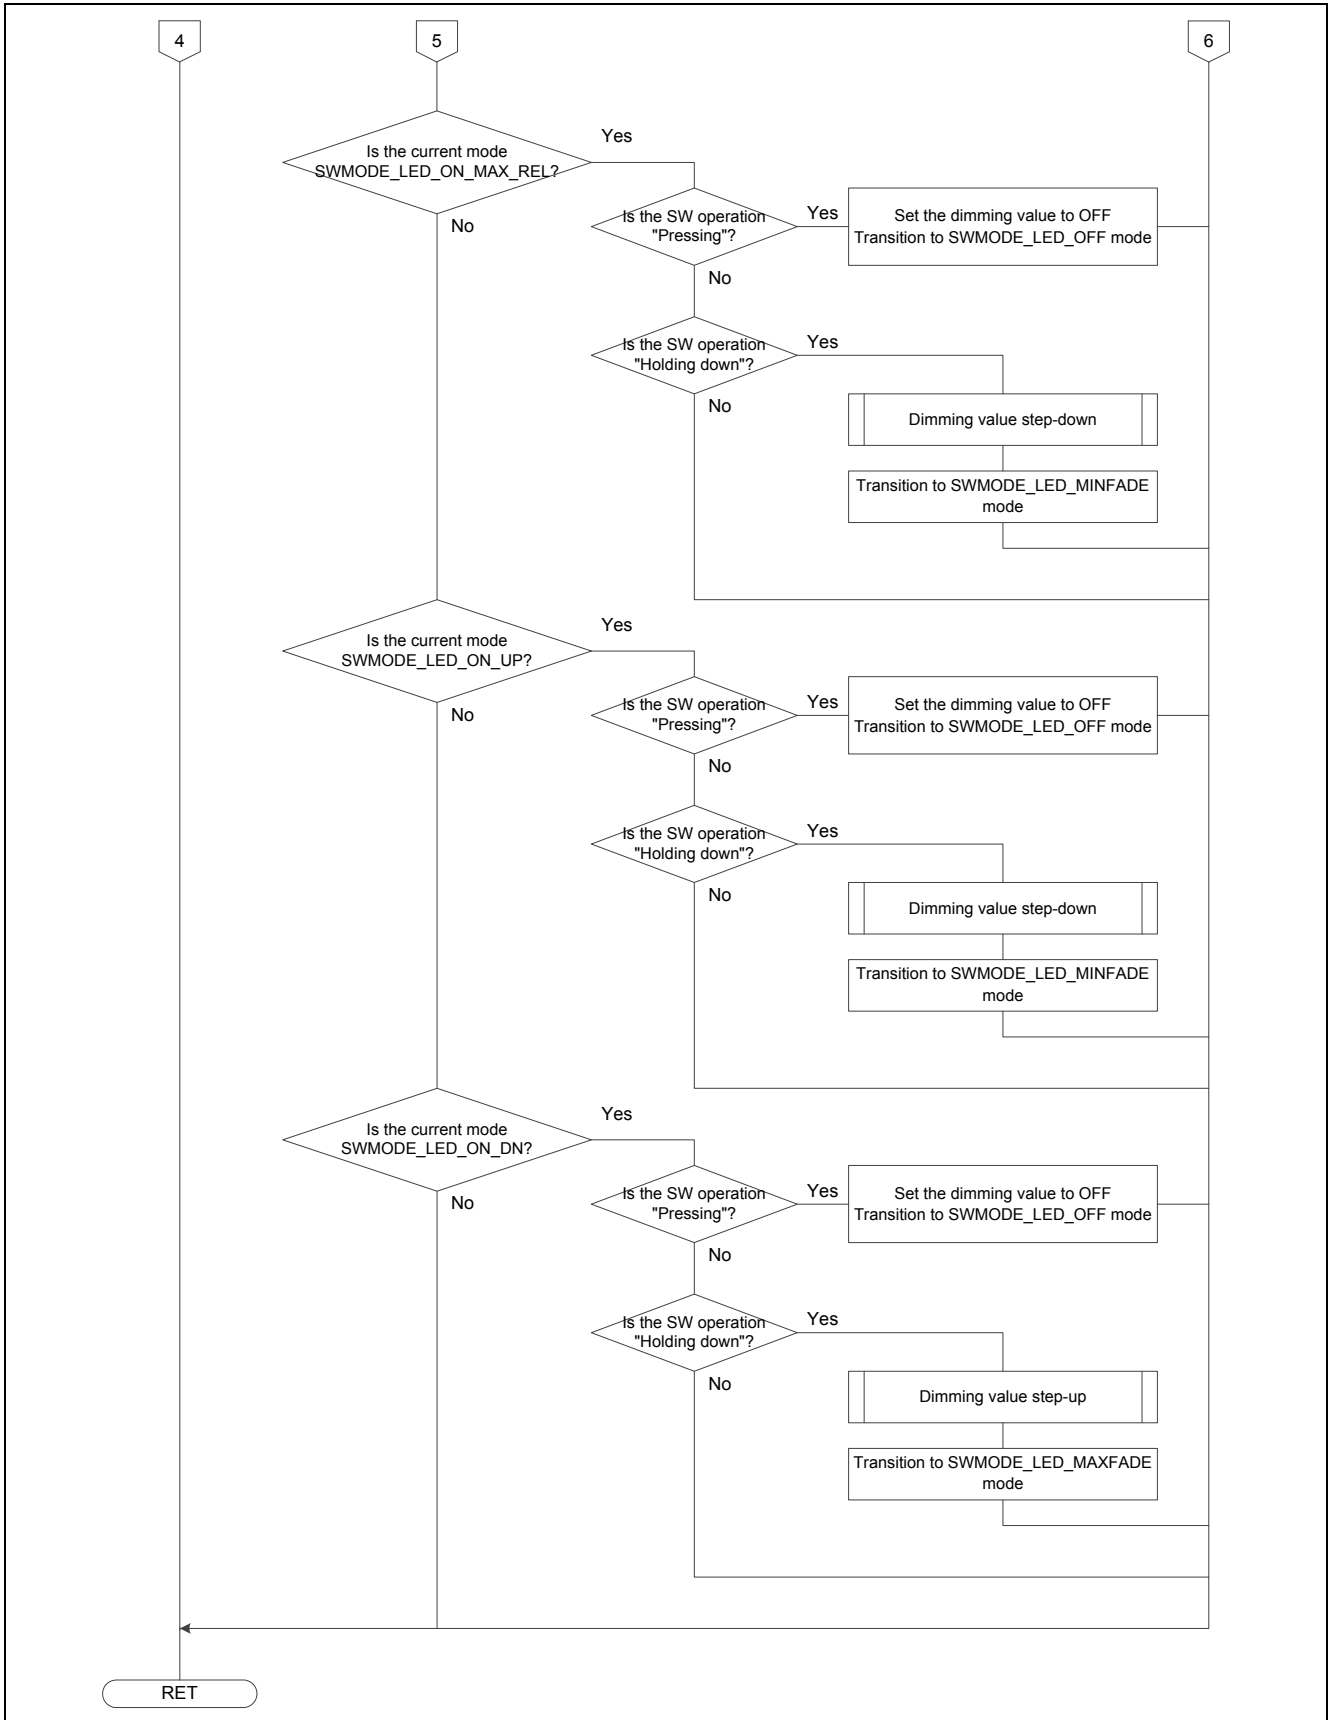 4
5
6
Is the current mode
SWMODE_LED_ON_MAX_REL?
Yes
No
Is the SW operation
"Pressing"?
Yes
No
Set the dimming value to OFF
Transition to SWMODE_LED_OFF mode
Is the SW operation
"Holding down"?
Yes
No
Dimming value step-down
Transition to SWMODE_LED_MINFADE
mode
Is the current mode
SWMODE_LED_ON_UP?
Yes
No
Is the SW operation
"Pressing"?
Yes
No
Set the dimming value to OFF
Transition to SWMODE_LED_OFF mode
Is the SW operation
"Holding down"?
Yes
No
Dimming value step-down
Transition to SWMODE_LED_MINFADE
mode
Is the current mode
SWMODE_LED_ON_DN?
Yes
No
Is the SW operation
"Pressing"?
Yes
No
Set the dimming value to OFF
Transition to SWMODE_LED_OFF mode
Is the SW operation
"Holding down"?
Yes
No
Dimming value step-up
Transition to SWMODE_LED_MAXFADE
mode
RET